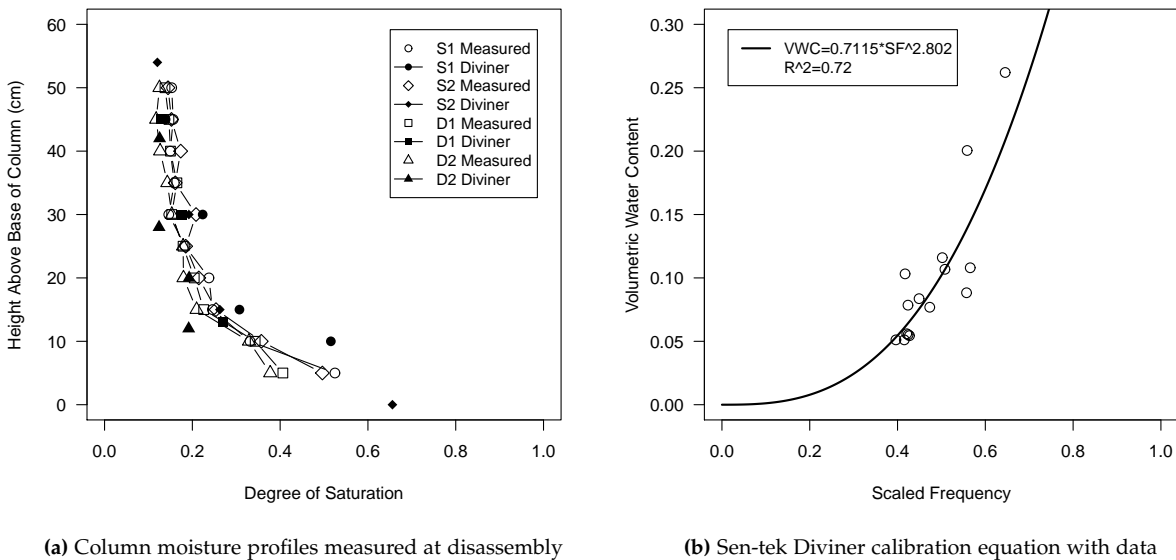 60
50
40
30
20
10
0
Height Above Base of Column (cm)
S1 Measured
S1 Diviner
S2 Measured
S2 Diviner
D1 Measured
D1 Diviner
D2 Measured
D2 Diviner
0.0 0.2 0.4 0.6 0.8 1.0
Degree of Saturation
(a) Column moisture profiles measured at disassembly
0.30
0.25
0.20
0.15
0.10
0.05
0.00
Volumetric Water Content
VWC=0.7115*SF^2.802
R^2=0.72
0.0 0.2 0.4 0.6 0.8 1.0
Scaled Frequency
(b) Sen-tek Diviner calibration equation with data